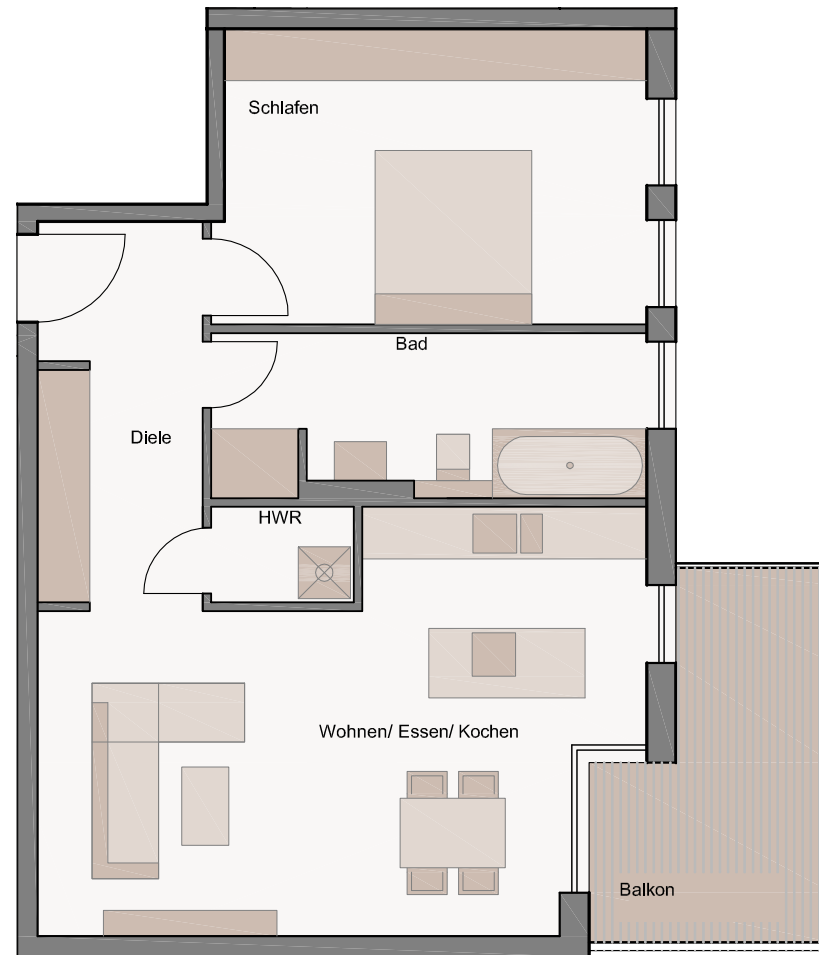 Schlafen
Bad
Diele
HWR
Wohnen/ Essen/ Kochen
Balkon